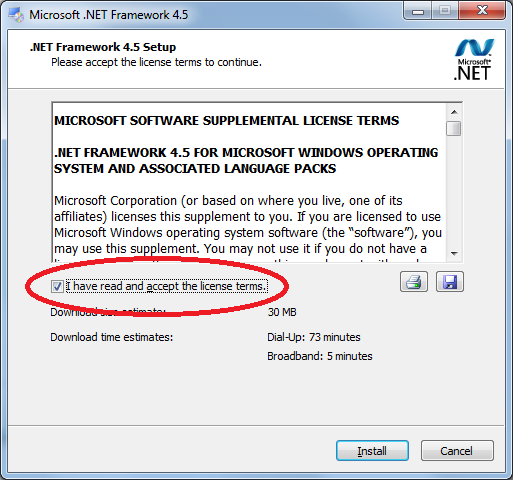 Microsoft .NET Framework 4.5
.NET Framework 4.5 Setup
Please accept the license terms to continue.
Microsoft®
.NET
MICROSOFT SOFTWARE SUPPLEMENTAL LICENSE TERMS
.NET FRAMEWORK 4.5 FOR MICROSOFT WINDOWS OPERATING
SYSTEM AND ASSOCIATED LANGUAGE PACKS
Microsoft Corporation (or based on where you live, one of its
affiliates) licenses this supplement to you. If you are licensed to use
Microsoft Windows operating system software (the “software”), you
may use this supplement. You may not use it if you do not have a
I have read and accept the license terms.
Download size estimate: 30 MB
Download time estimates: Dial-Up: 73 minutes
Broadband: 5 minutes
Install Cancel